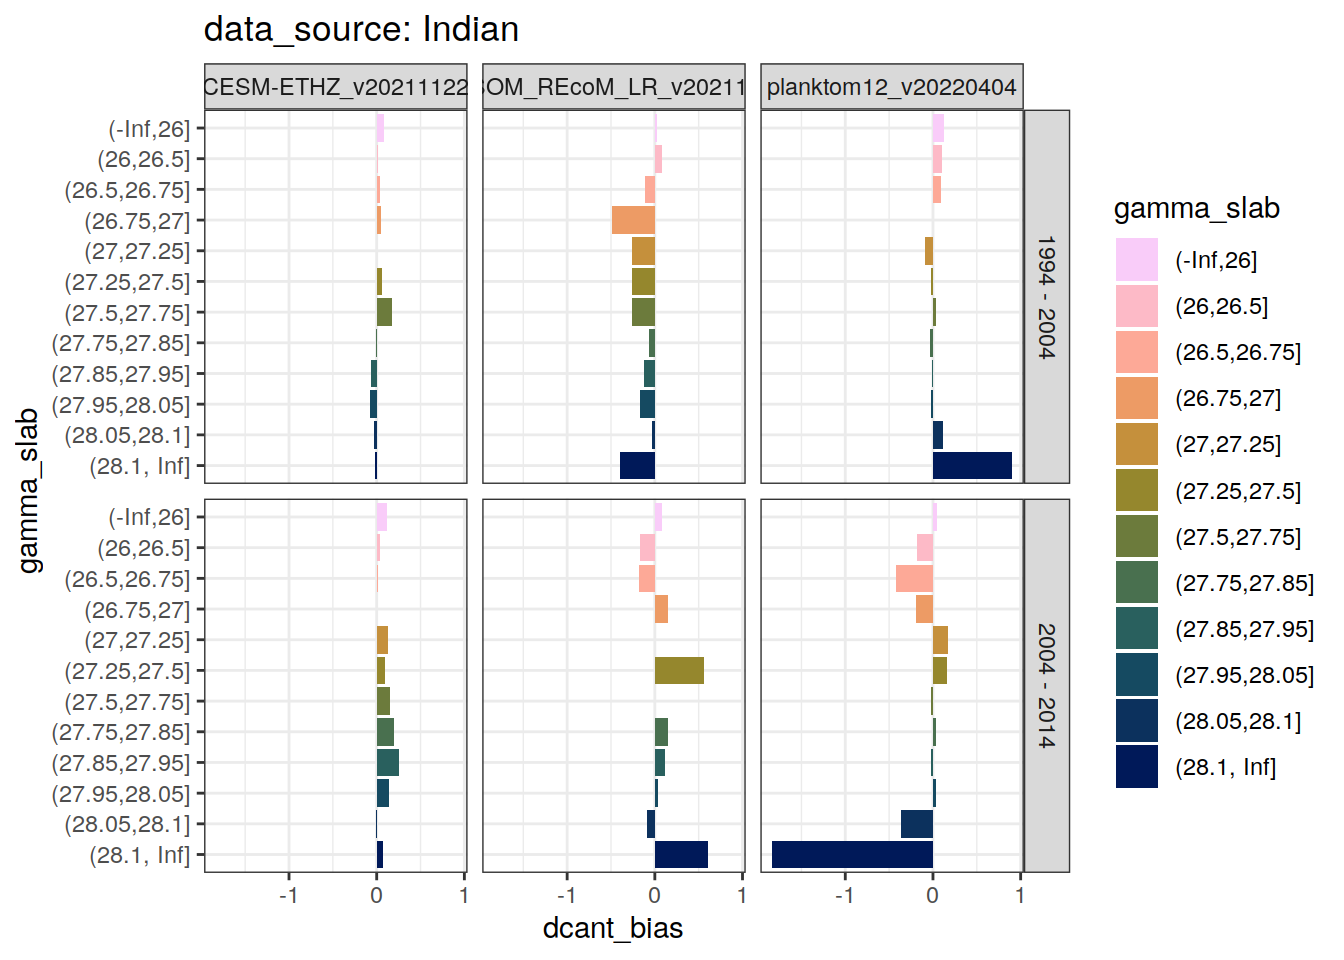 data_source: Indian
CESM-ETHZ_v20211122
OM_REcoM_LR_v20211
planktom12_v20220404
gamma_slab
(-Inf,26]
(26,26.5]
(26.5,26.75]
(26.75,27]
(27,27.25]
(27.25,27.5]
(27.5,27.75]
(27.75,27.85]
(27.85,27.95]
(27.95,28.05]
(28.05,28.1]
(28.1, Inf]
1994 - 2004
(-Inf,26]
(26,26.5]
(26.5,26.75]
(26.75,27]
(27,27.25]
(27.25,27.5]
(27.5,27.75]
(27.75,27.85]
(27.85,27.95]
(27.95,28.05]
(28.05,28.1]
(28.1, Inf]
2004 - 2014
-1 0 1
-1 0 1
-1 0 1
dcant_bias
gamma_slab
(-Inf,26]
(26,26.5]
(26.5,26.75]
(26.75,27]
(27,27.25]
(27.25,27.5]
(27.5,27.75]
(27.75,27.85]
(27.85,27.95]
(27.95,28.05]
(28.05,28.1]
(28.1, Inf]